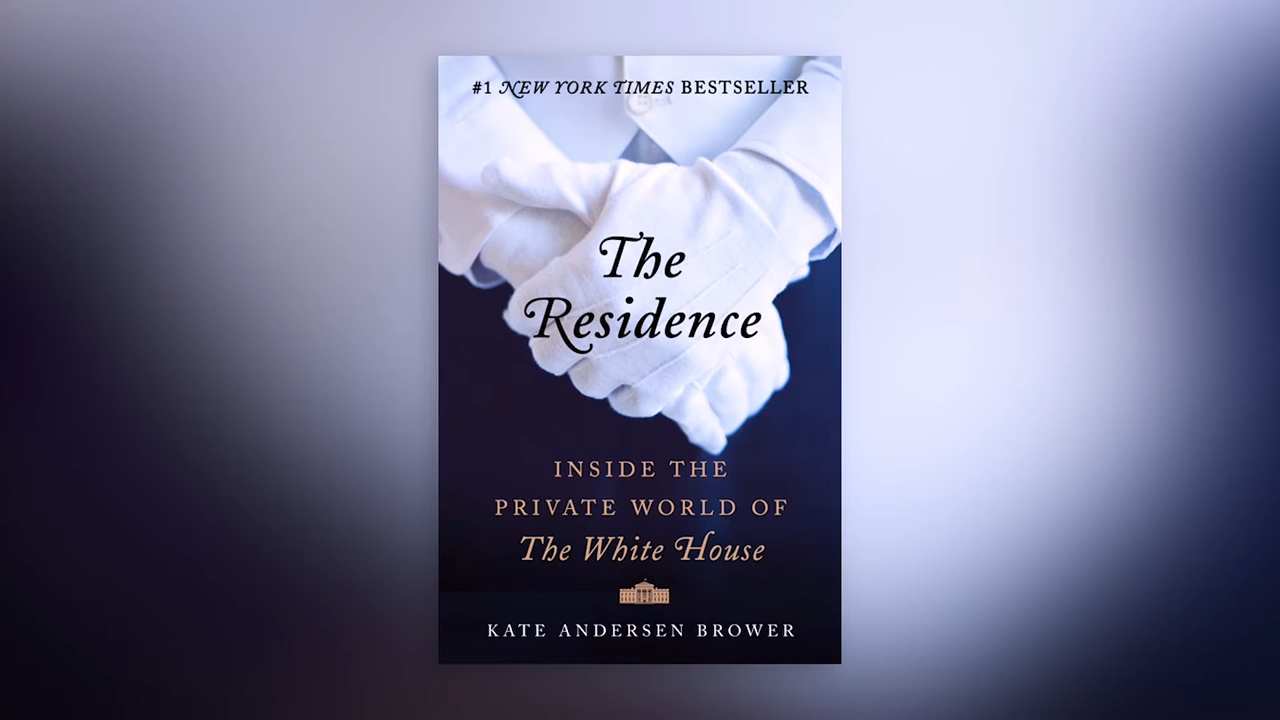 #1 NEW YORK TIMES BESTSELLER
The
Residence
INSIDE THE
PRIVATE WORLD OF
The White House
KATE ANDERSEN BROWER